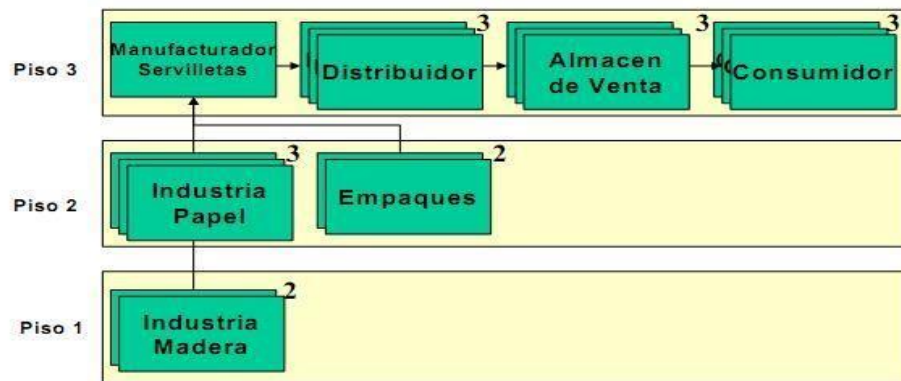 Piso 3
Manufacturador
Servilletas
3
Distribuidor
3
Almacen
de Venta
3
Consumidor
3
Piso 2
Industria
Papel
3
Empaques
2
Piso 1
Industria
Madera
2